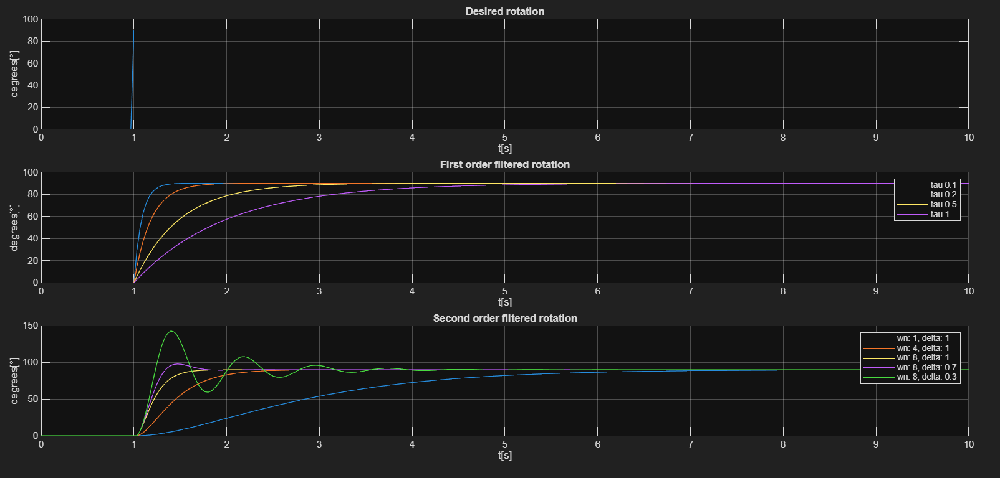 Desired rotation
100
80
60
40
20
0
degrees[°]
0 1 2 3 4 5 6 7 8 9 10
t[s]
First order filtered rotation
100
80
60
40
20
0
degrees[°]
tau 0.1
tau 0.2
tau 0.5
tau 1
0 1 2 3 4 5 6 7 8 9 10
t[s]
Second order filtered rotation
150
100
50
0
degrees[°]
wn: 1, delta: 1
wn: 4, delta: 1
wn: 8, delta: 1
wn: 8, delta: 0.7
wn: 8, delta: 0.3
0 1 2 3 4 5 6 7 8 9 10
t[s]